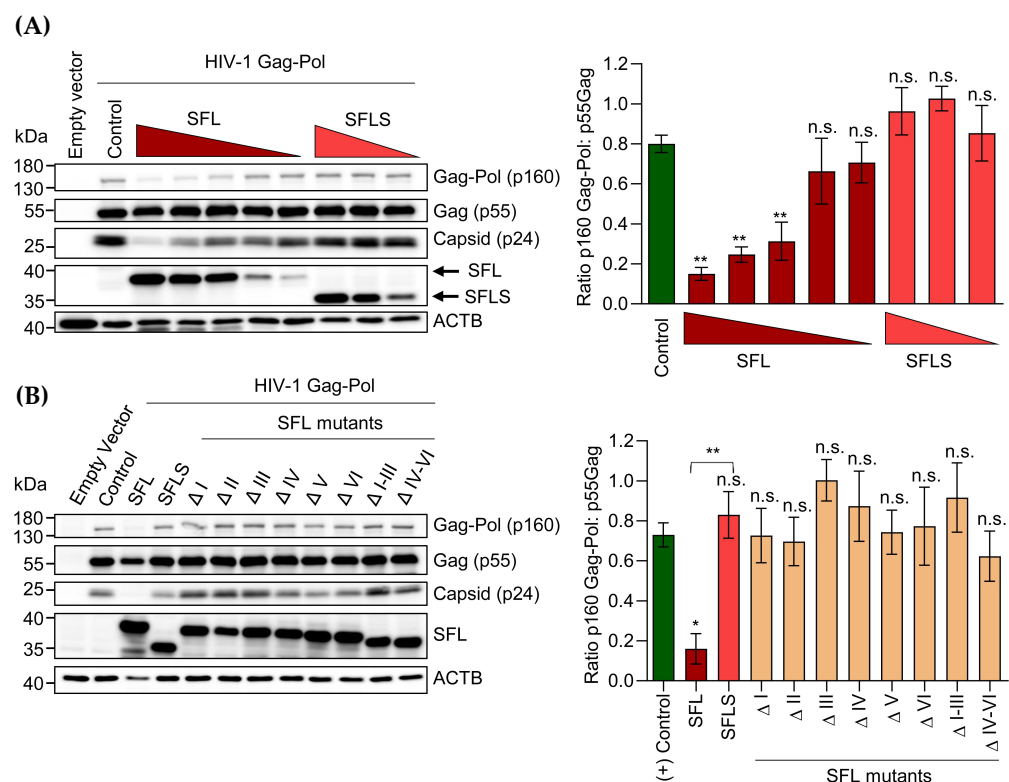 (A)
HIV-1 Gag-Pol
Empty vector
Control
SFL
SFLS
kDa
180
130
Gag-Pol (p160)
55
Gag (p55)
25
Capsid (p24)
40
SFL
35
SFLS
40
ACTB
Ratio p160 Gag-Pol: p55Gag
1.2
1.0
0.8
0.6
0.4
0.2
0.0
**
**
**
n.s.
n.s.
n.s.
n.s.
n.s.
Control
SFL
SFLS
(B)
HIV-1 Gag-Pol
SFL mutants
Empty Vector
Control
SFL
SFLS
Δ I
Δ II
Δ III
Δ IV
Δ V
Δ VI
Δ I-III
Δ IV-VI
kDa
180
130
Gag-Pol (p160)
55
Gag (p55)
25
Capsid (p24)
40
35
SFL
40
ACTB
Ratio p160 Gag-Pol: p55Gag
1.2
1.0
0.8
0.6
0.4
0.2
0.0
*
**
n.s.
n.s.
n.s.
n.s.
n.s.
n.s.
n.s.
n.s.
n.s.
(+) Control
SFL
SFLS
Δ I
Δ II
Δ III
Δ IV
Δ V
Δ VI
Δ I-III
Δ IV-VI
SFL mutants